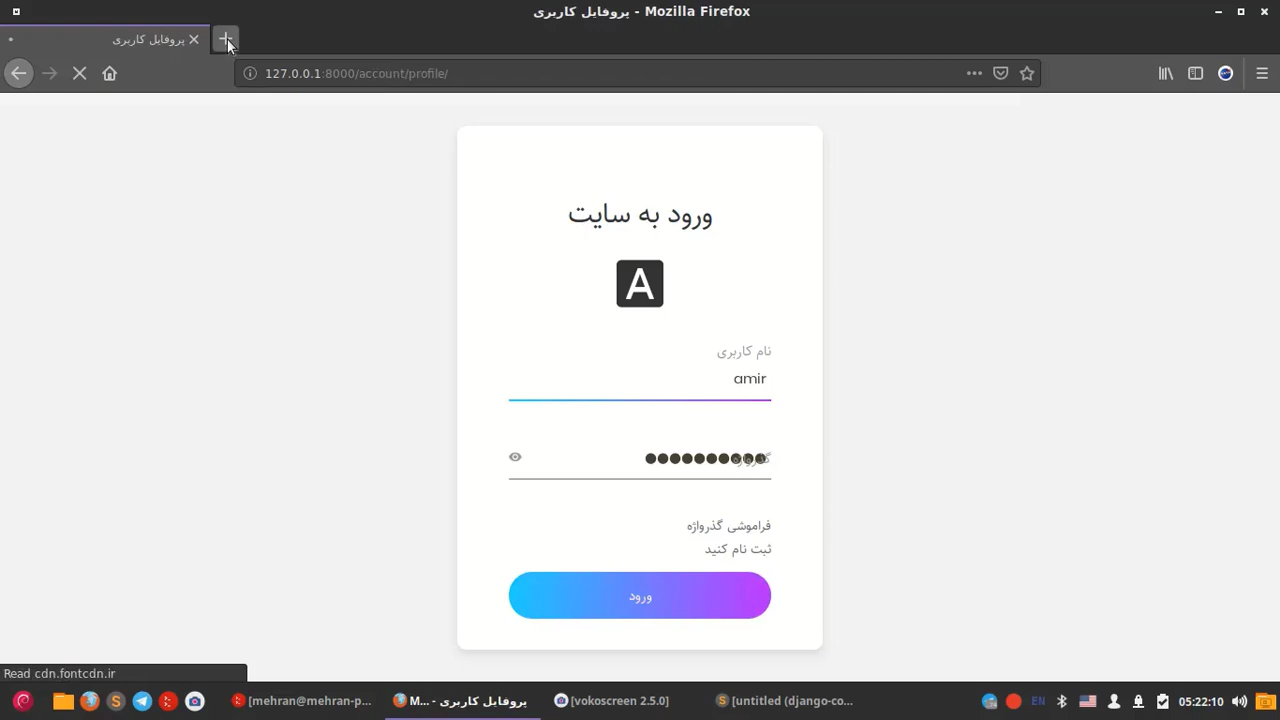 پروفایل کاربری - Mozilla Firefox
پروفایل کاربری
127.0.0.1:8000/account/profile/
ورود به سایت
A
نام کاربری
amir
گذرواژه
فراموشی گذرواژه
ثبت نام کنید
ورود
Read cdn.fontcdn.ir
[mehran@mehran-p...
پروفایل کاربری - M...
[vokoscreen 2.5.0]
[untitled (django-co...
EN
05:22:10